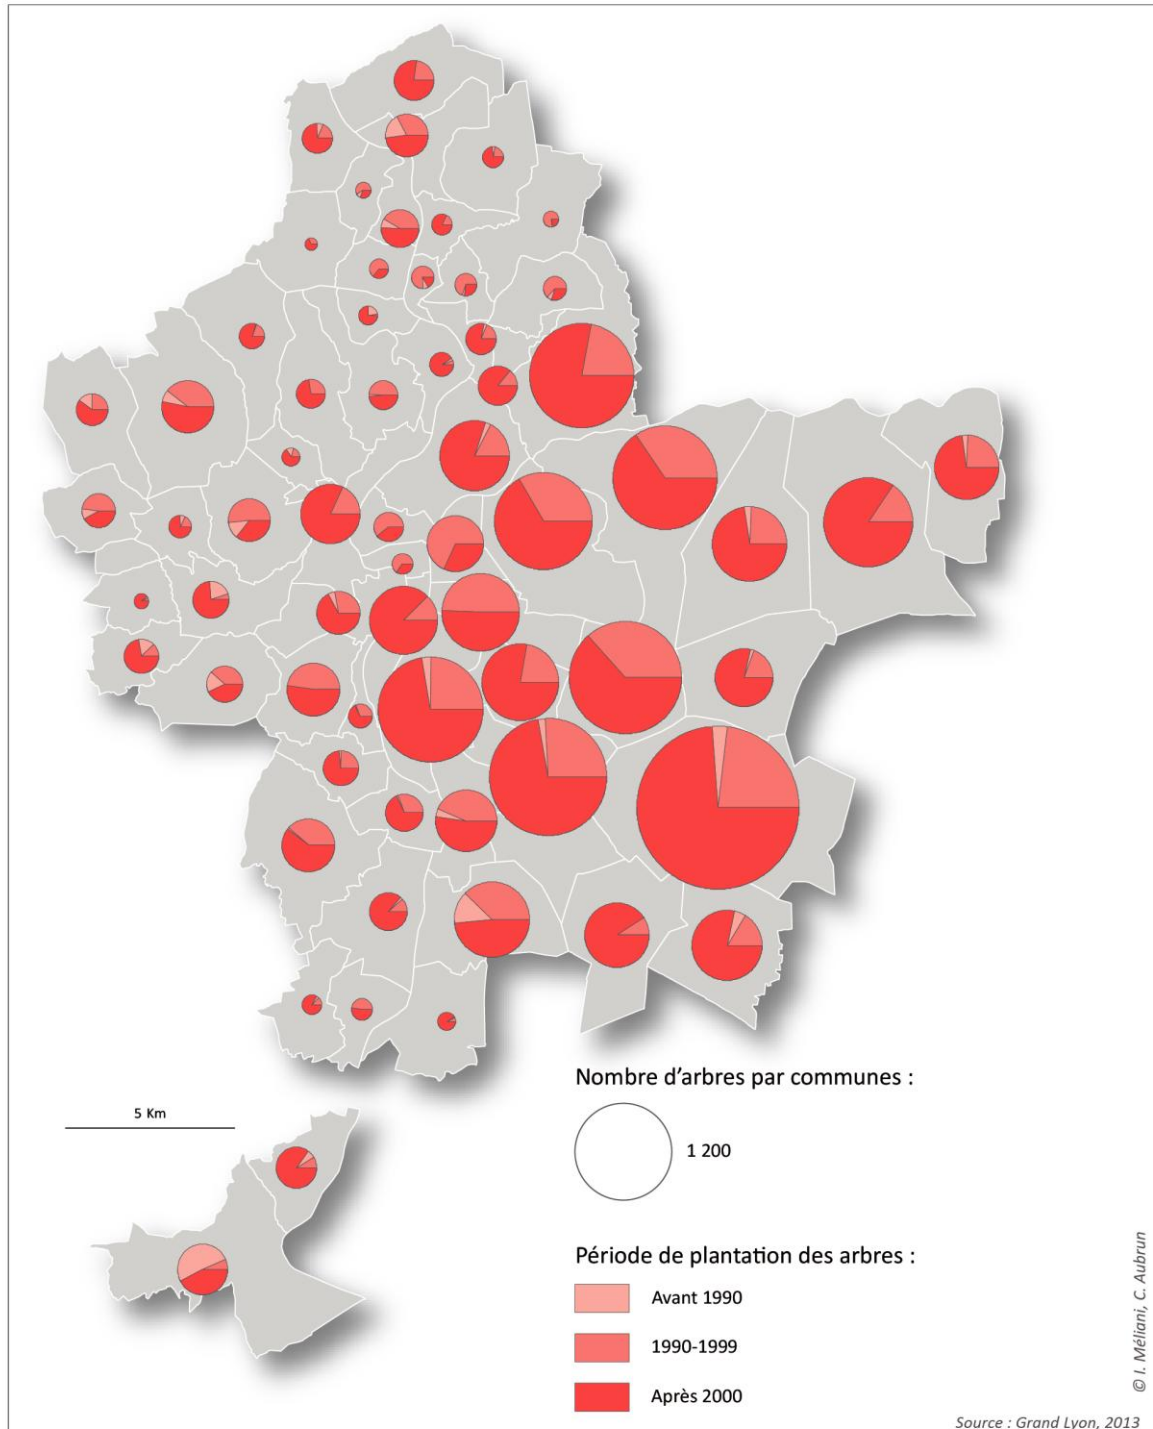 5 Km
Nombre d'arbres par communes :
1 200
Période de plantation des arbres :
Avant 1990
1990-1999
Après 2000
© I. Méliani, C. Aubrun
Source : Grand Lyon, 2013